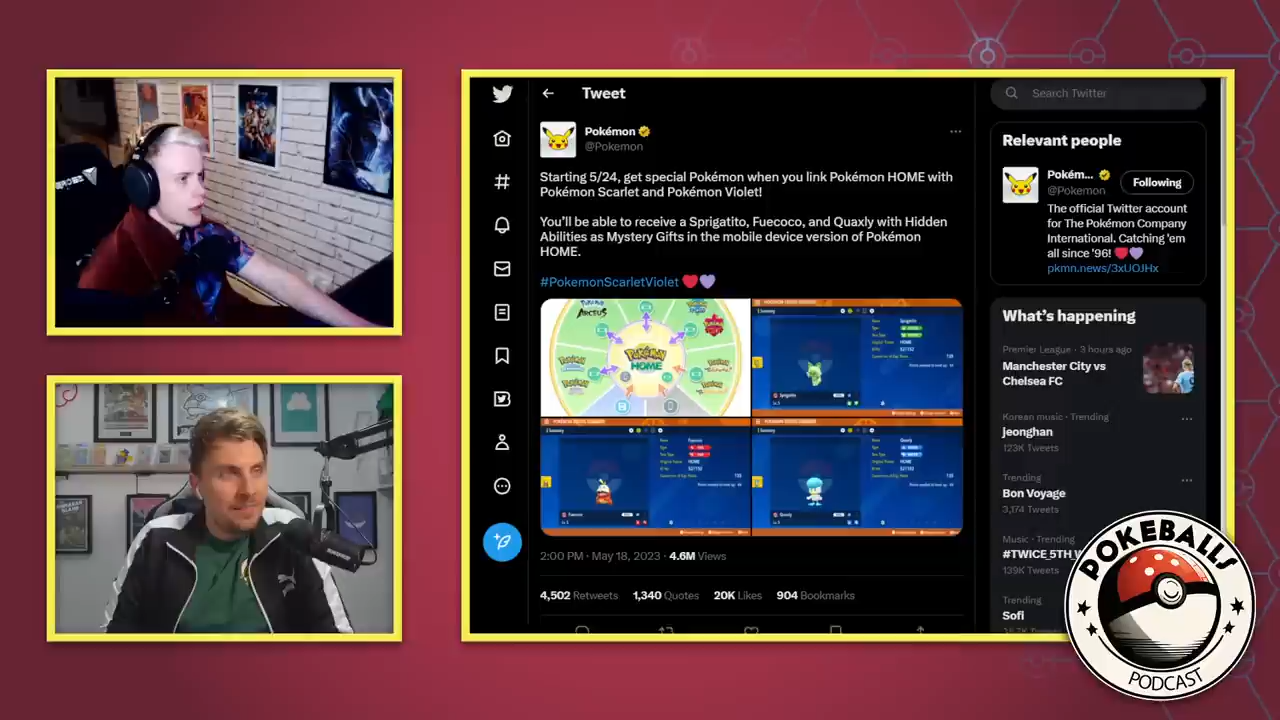 Tweet
Pokémon
@Pokemon
Starting 5/24, get special Pokémon when you link Pokémon HOME with
Pokémon Scarlet and Pokémon Violet!
You'll be able to receive a Sprigatito, Fuecoco, and Quaxly with Hidden
Abilities as Mystery Gifts in the mobile device version of Pokémon
HOME.
#PokemonScarletViolet
ARCEUS
POKÉMON
HOME
2:00 PM · May 18, 2023 · 4.6M Views
4,502 Retweets 1,340 Quotes 20K Likes 904 Bookmarks
Search Twitter
Relevant people
Pokém...
@Pokemon
Following
The official Twitter account
for The Pokémon Company
International. Catching 'em
all since '96!
pkmn.news/3xUOJHx
What's happening
Premier League · 3 hours ago
Manchester City vs
Chelsea FC
Korean music · Trending
jeonghan
123K Tweets
Trending
Bon Voyage
3,174 Tweets
Music · Trending
#TWICE_5TH_
139K Tweets
Trending
Sofi
POKEBALLS
PODCAST